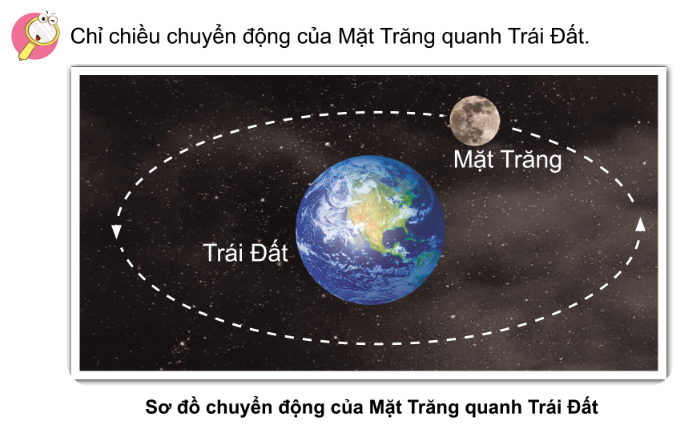 Chỉ chiều chuyển động của Mặt Trăng quanh Trái Đất.
Mặt Trăng
Trái Đất
Sơ đồ chuyển động của Mặt Trăng quanh Trái Đất